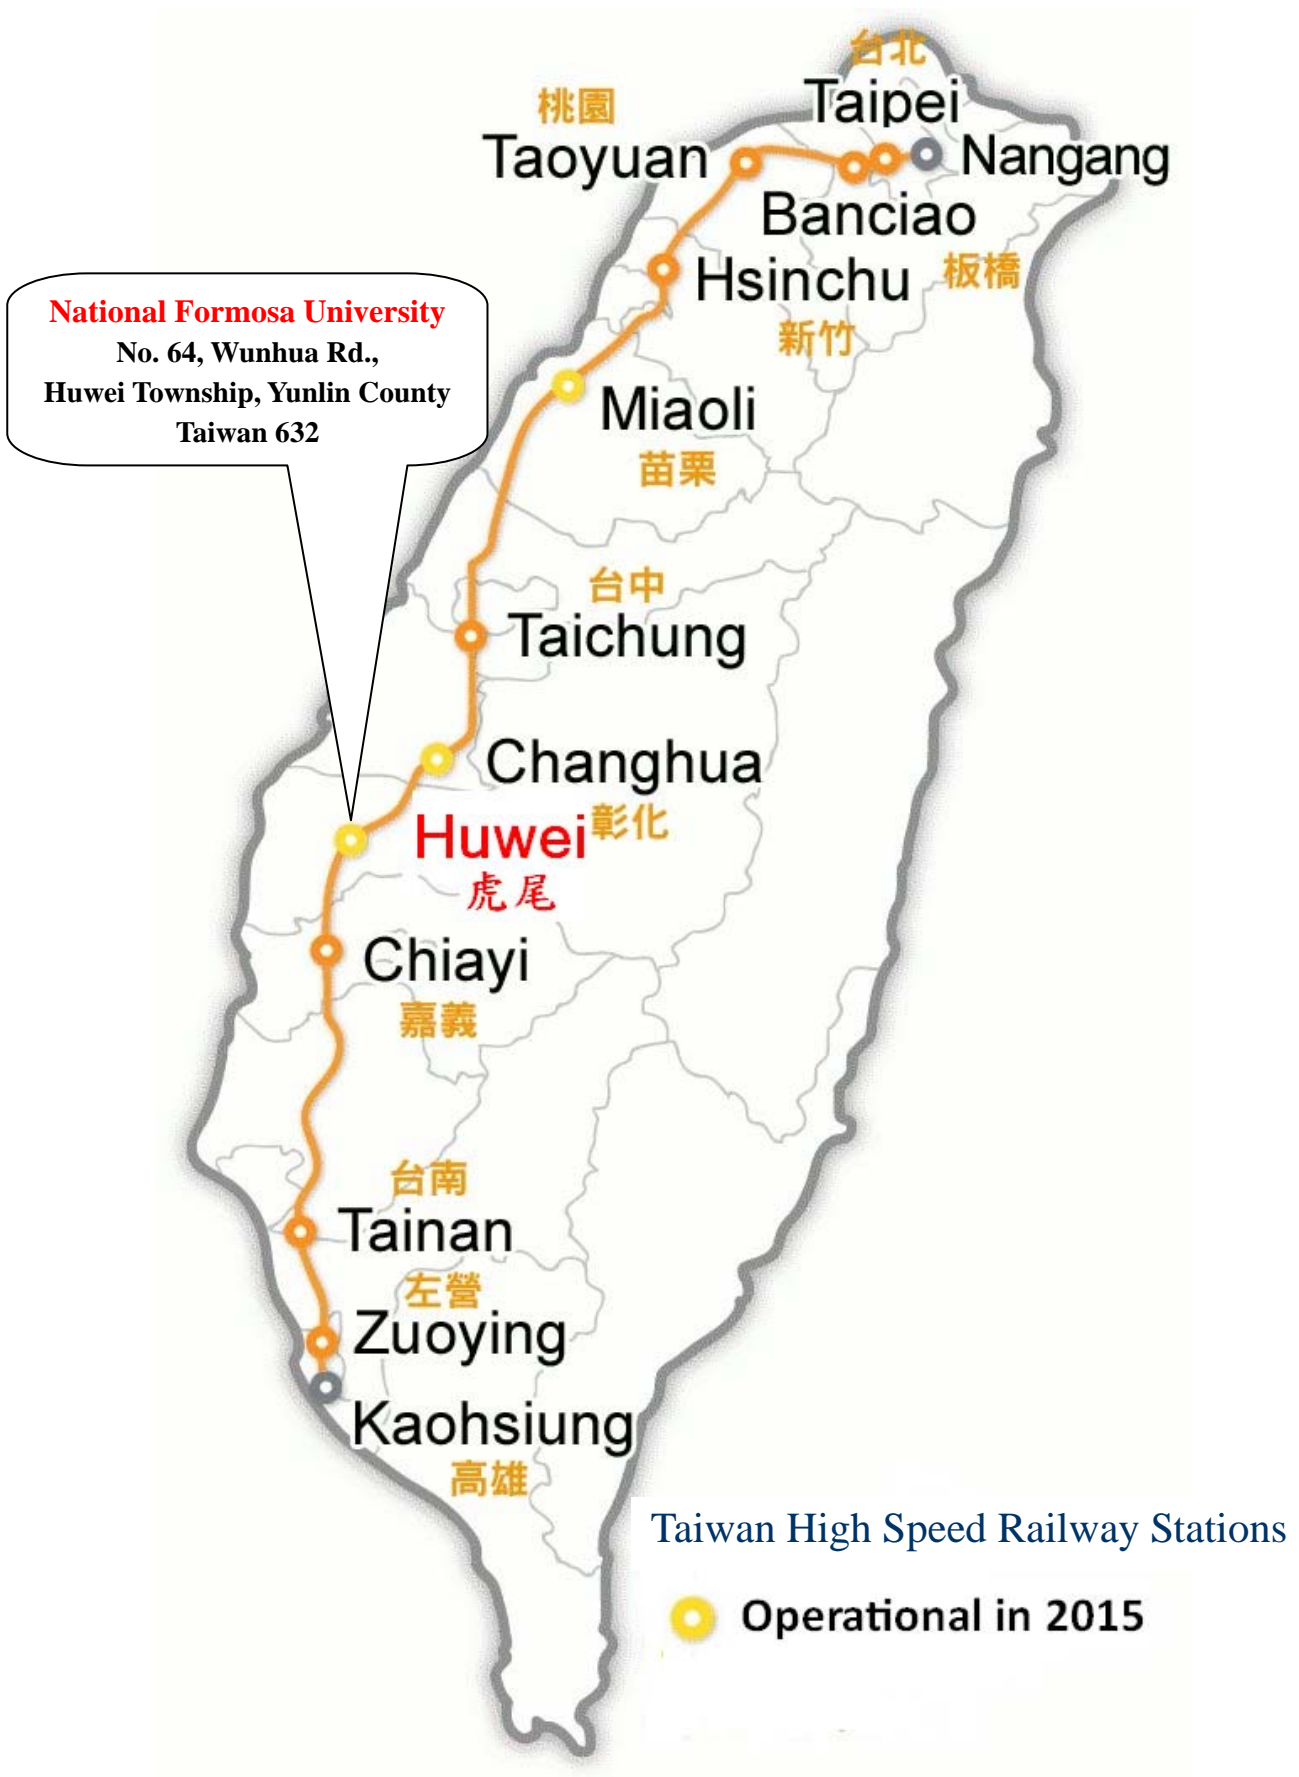 台北
Taipei
桃園
Taoyuan
Nangang
Banciao
板橋
Hsinchu
新竹
National Formosa University
No. 64, Wunhua Rd.,
Huwei Township, Yunlin County
Taiwan 632
Miaoli
苗栗
台中
Taichung
Changhua
彰化
Huwei
虎尾
Chiayi
嘉義
台南
Tainan
左營
Zuoying
Kaohsiung
高雄
Taiwan High Speed Railway Stations
Operational in 2015